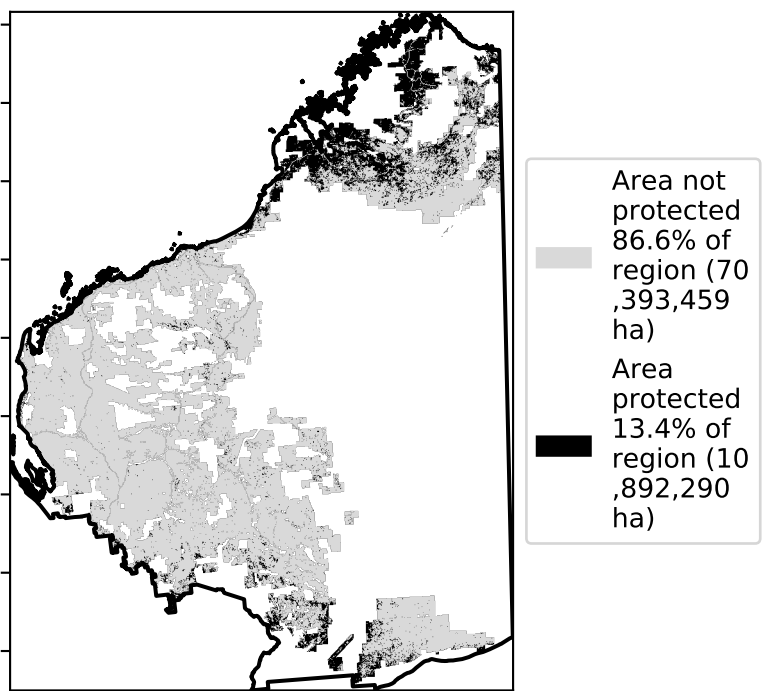 Area not
protected
86.6% of
region (70
,393,459
ha)
Area
protected
13.4% of
region (10
,892,290
ha)